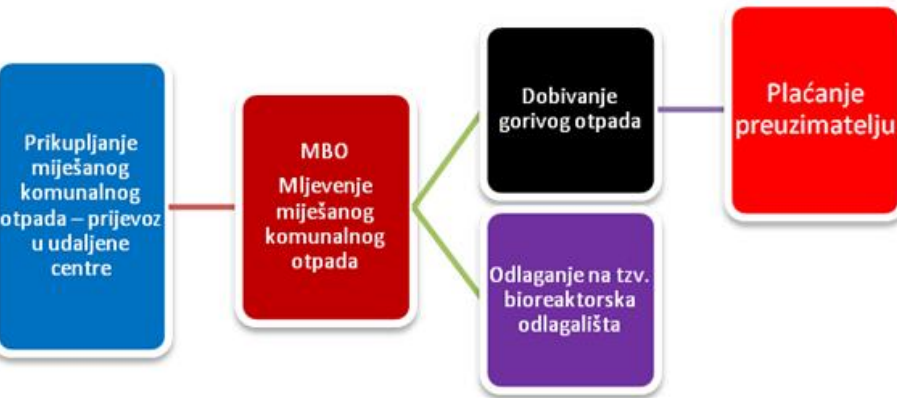 Prikupljanje
miješanog
komunalnog
otpada – prijevoz
u udaljene
centre
MBO
Mljevenje
miješanog
komunalnog
otpada
Dobivanje
gorivog otpada
Odlaganje na tzv.
bioreaktorska
odlagališta
Plaćanje
preuzimatelju